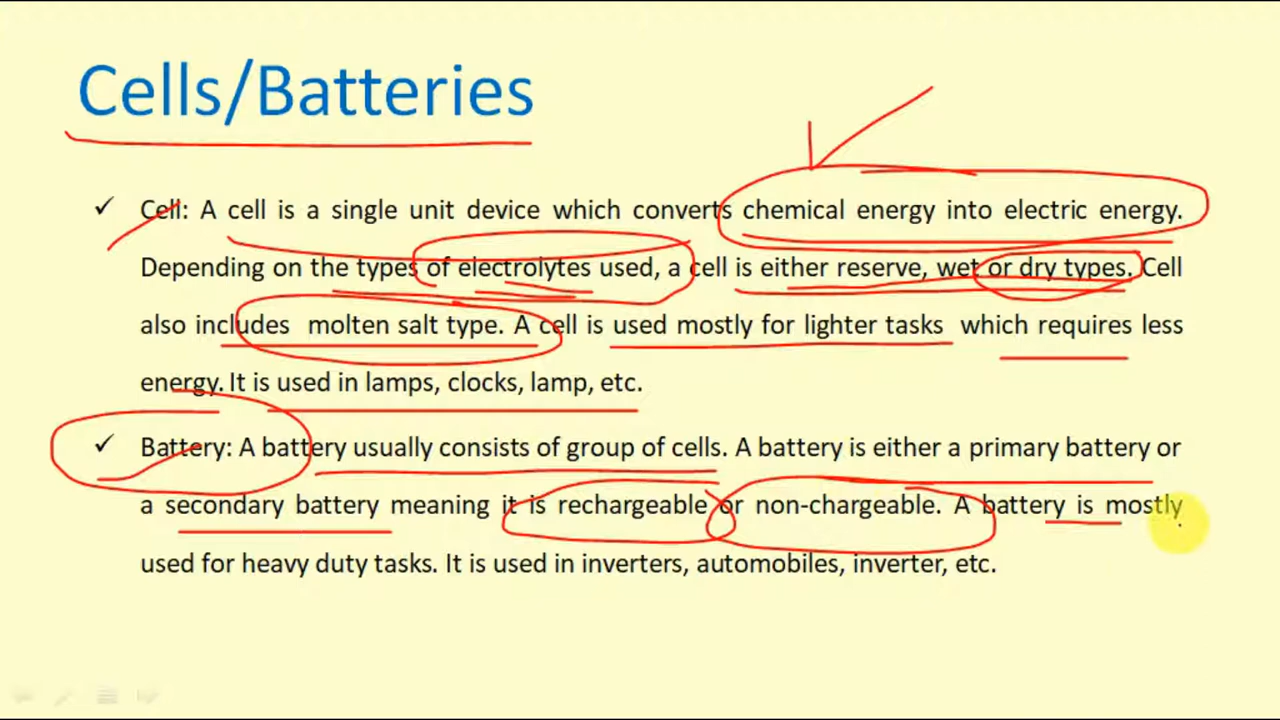 Cells/Batteries
✓ Cell: A cell is a single unit device which converts chemical energy into electric energy.
Depending on the types of electrolytes used, a cell is either reserve, wet or dry types. Cell
also includes molten salt type. A cell is used mostly for lighter tasks which requires less
energy. It is used in lamps, clocks, lamp, etc.
✓ Battery: A battery usually consists of group of cells. A battery is either a primary battery or
a secondary battery meaning it is rechargeable or non-chargeable. A battery is mostly
used for heavy duty tasks. It is used in inverters, automobiles, inverter, etc.